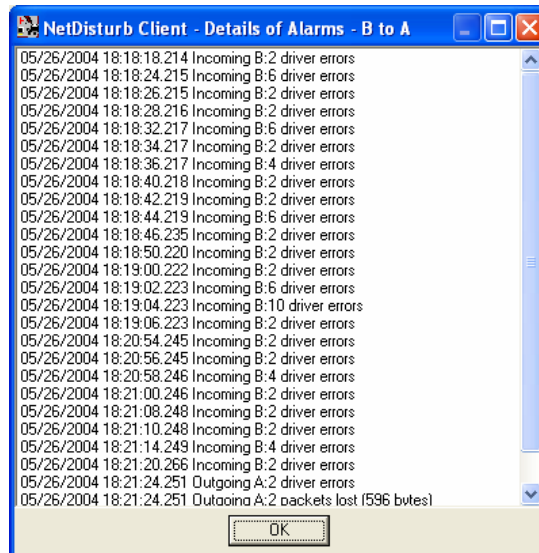 NetDisturb Client - Details of Alarms - B to A
05/26/2004 18:18:18.214 Incoming B:2 driver errors
05/26/2004 18:18:24.215 Incoming B:6 driver errors
05/26/2004 18:18:26.215 Incoming B:2 driver errors
05/26/2004 18:18:28.216 Incoming B:2 driver errors
05/26/2004 18:18:32.217 Incoming B:6 driver errors
05/26/2004 18:18:34.217 Incoming B:2 driver errors
05/26/2004 18:18:36.217 Incoming B:4 driver errors
05/26/2004 18:18:40.218 Incoming B:2 driver errors
05/26/2004 18:18:42.219 Incoming B:2 driver errors
05/26/2004 18:18:44.219 Incoming B:6 driver errors
05/26/2004 18:18:46.235 Incoming B:2 driver errors
05/26/2004 18:18:50.220 Incoming B:2 driver errors
05/26/2004 18:19:00.222 Incoming B:2 driver errors
05/26/2004 18:19:02.223 Incoming B:6 driver errors
05/26/2004 18:19:04.223 Incoming B:10 driver errors
05/26/2004 18:19:06.223 Incoming B:2 driver errors
05/26/2004 18:20:54.245 Incoming B:2 driver errors
05/26/2004 18:20:56.245 Incoming B:2 driver errors
05/26/2004 18:20:58.246 Incoming B:4 driver errors
05/26/2004 18:21:00.246 Incoming B:2 driver errors
05/26/2004 18:21:08.248 Incoming B:2 driver errors
05/26/2004 18:21:10.248 Incoming B:2 driver errors
05/26/2004 18:21:14.249 Incoming B:4 driver errors
05/26/2004 18:21:20.266 Incoming B:2 driver errors
05/26/2004 18:21:24.251 Outgoing A:2 driver errors
05/26/2004 18:21:24.251 Outgoing A:2 packets lost (596 bytes)
OK